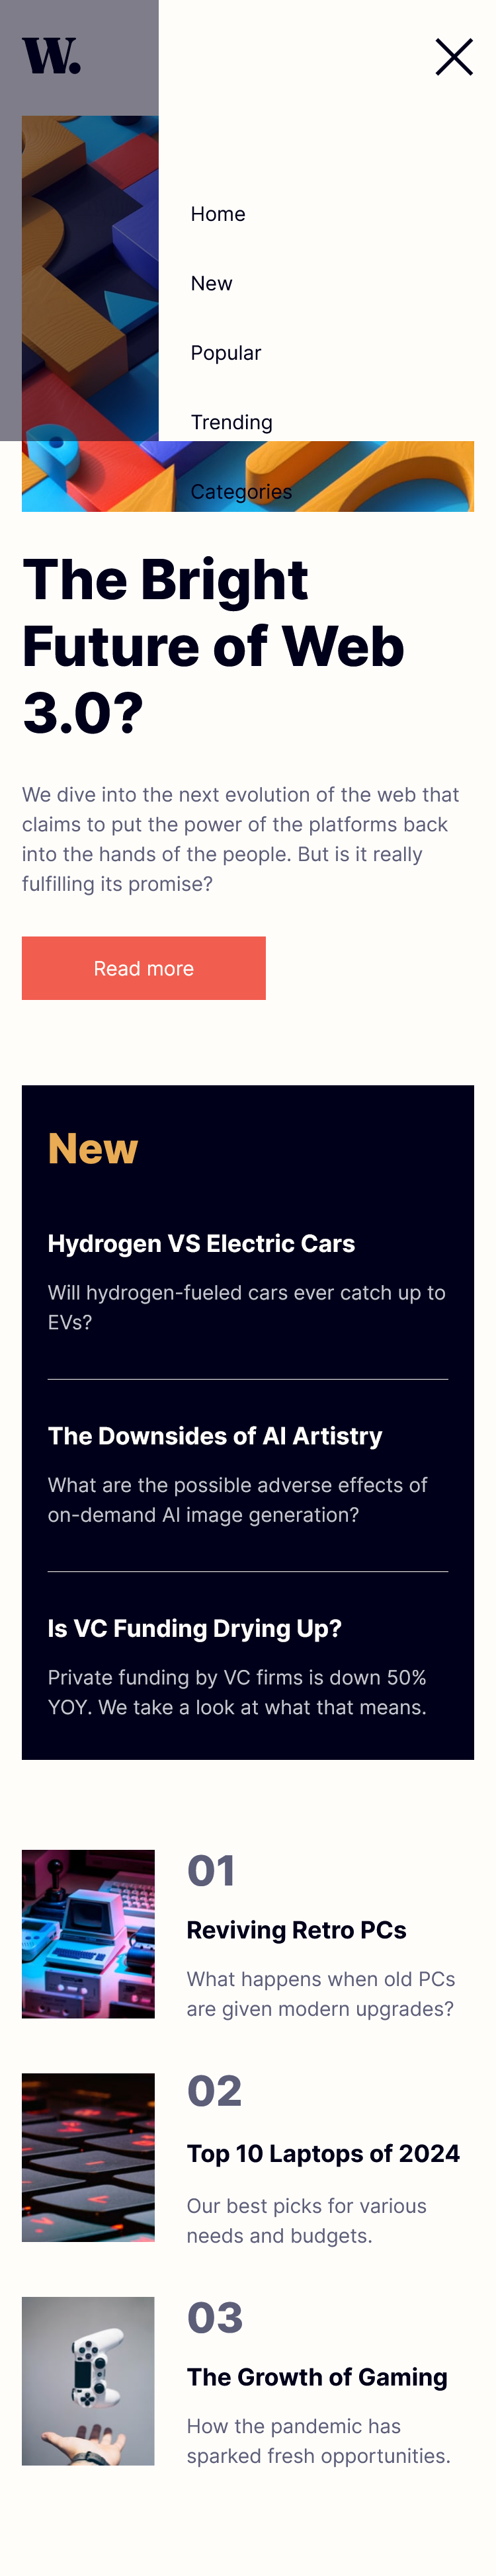 W.
Home
New
Popular
Trending
Categories
The Bright
Future of Web
3.0?
We dive into the next evolution of the web that
claims to put the power of the platforms back
into the hands of the people. But is it really
fulfilling its promise?
Read more
New
Hydrogen VS Electric Cars
Will hydrogen-fueled cars ever catch up to
EVs?
The Downsides of AI Artistry
What are the possible adverse effects of
on-demand AI image generation?
Is VC Funding Drying Up?
Private funding by VC firms is down 50%
YOY. We take a look at what that means.
01
Reviving Retro PCs
What happens when old PCs
are given modern upgrades?
02
Top 10 Laptops of 2024
Our best picks for various
needs and budgets.
03
The Growth of Gaming
How the pandemic has
sparked fresh opportunities.